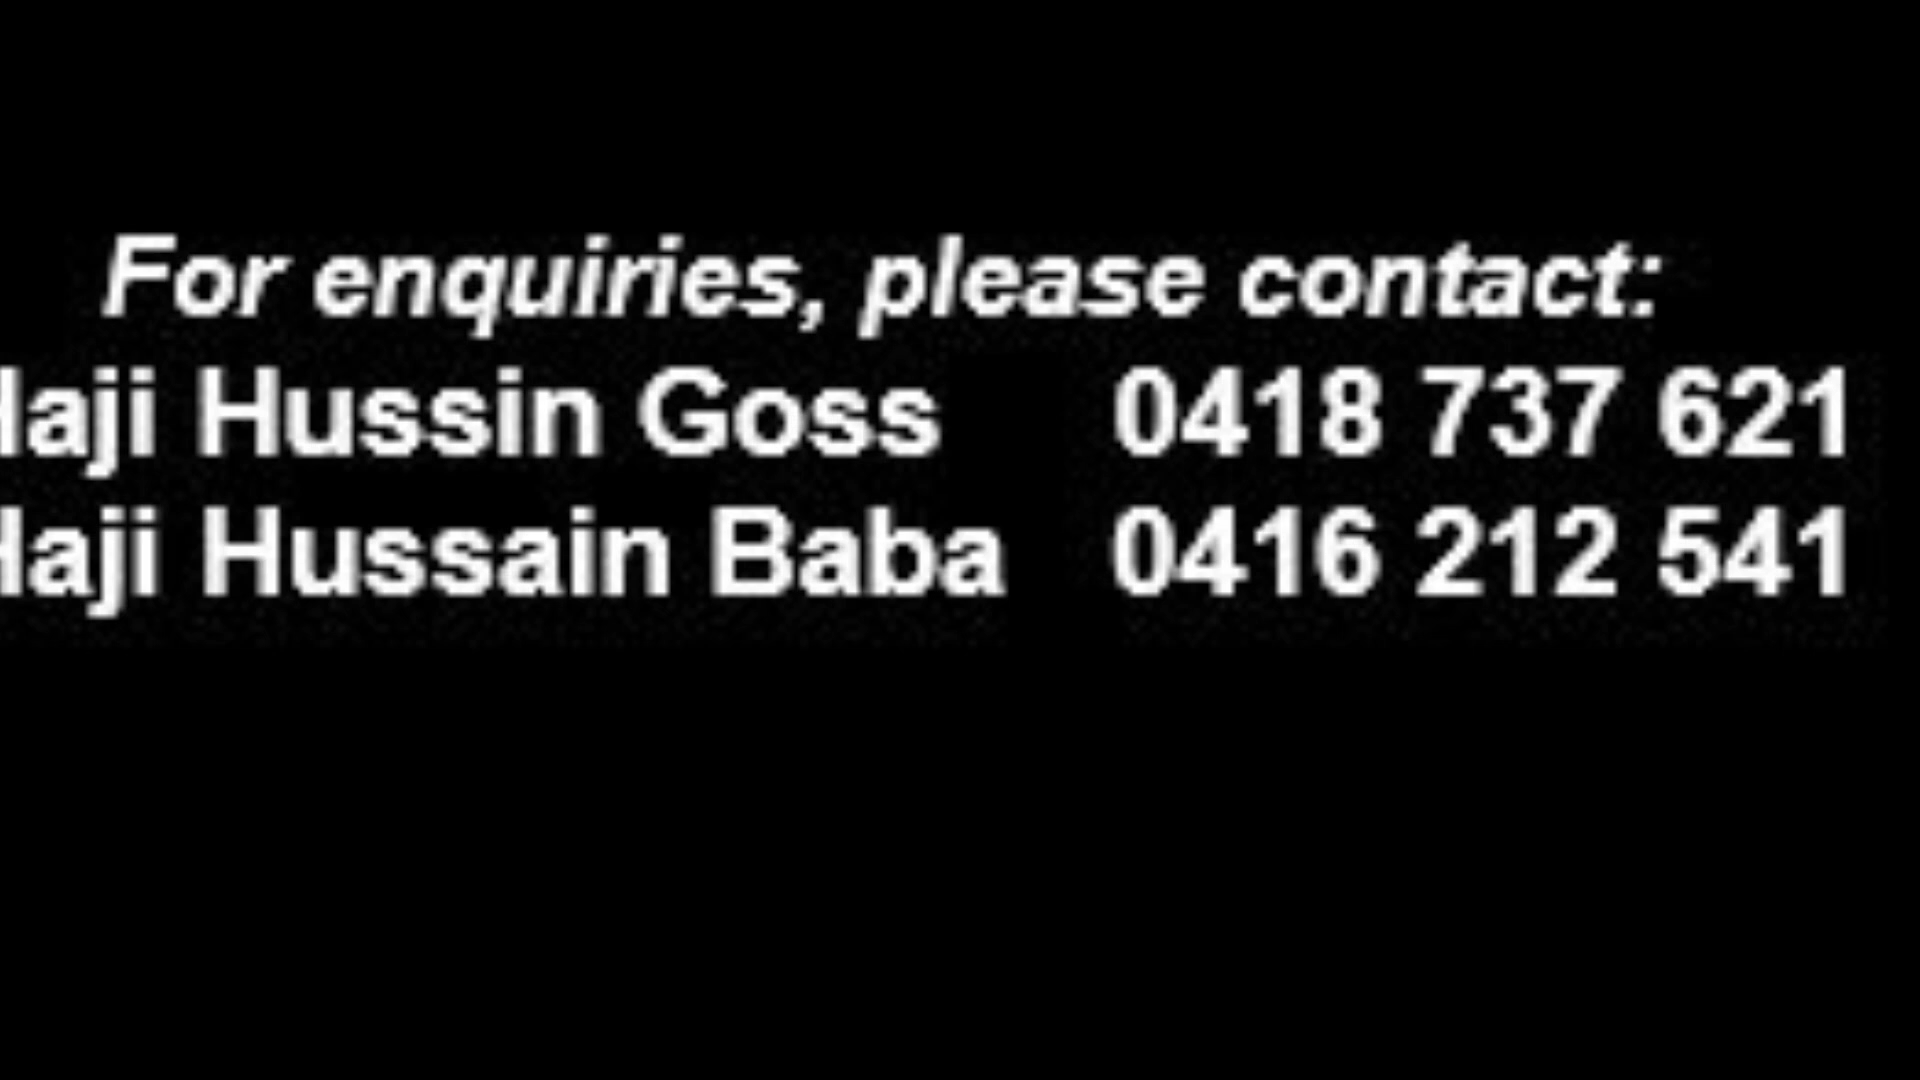 For enquiries, please contact:
Haji Hussin Goss 0418 737 621
Haji Hussain Baba 0416 212 541